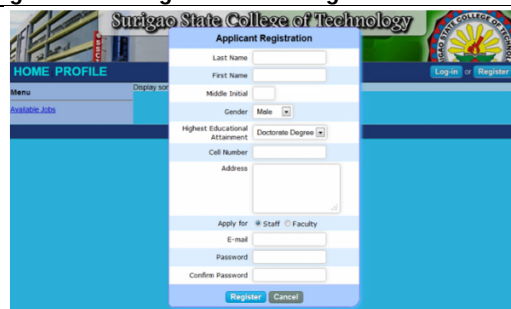 Surigao State College of Technology
Applicant Registration
HOME PROFILE
Log-in or Register
Menu
Display
Available Jobs
Last Name
First Name
Middle Initial
Gender Male
Highest Educational
Attainment Doctorate Degree
Cell Number
Address
Apply for Staff Faculty
E-mail
Password
Confirm Password
Register Cancel